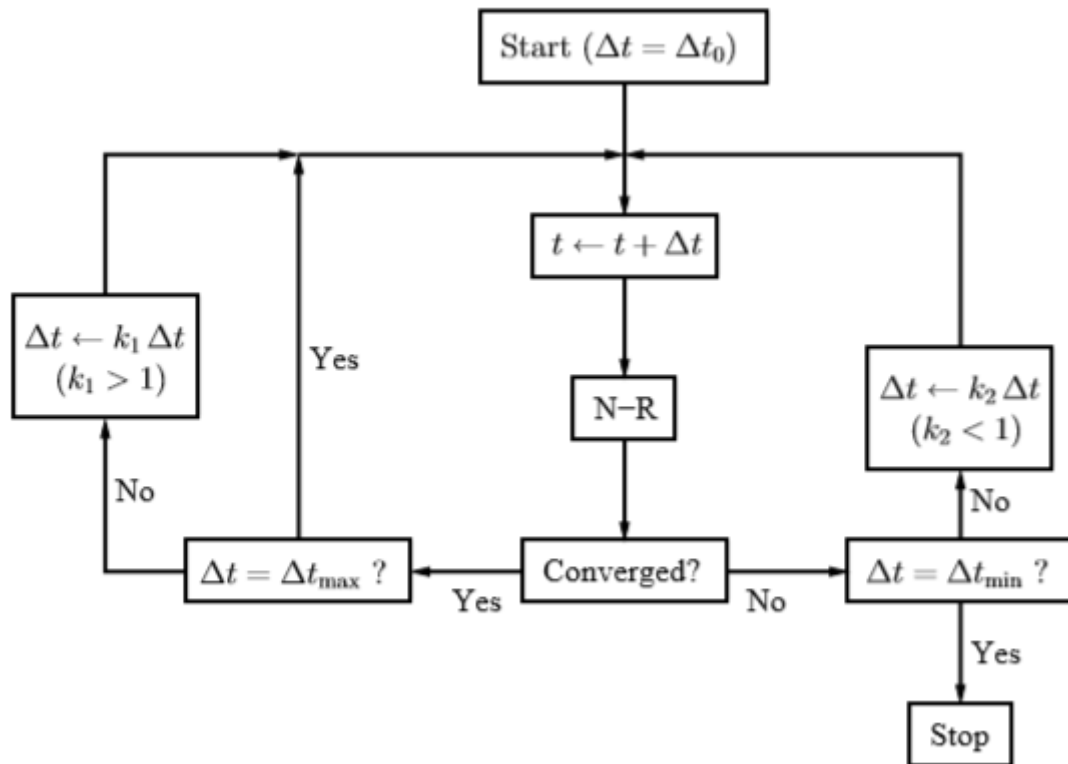 Start (Δt = Δt₀)
t ← t + Δt
Δt ← k₁ Δt
(k₁ > 1)
Yes
N−R
Δt ← k₂ Δt
(k₂ < 1)
No
No
Δt = Δtₘₐₓ ?
Yes
Converged?
No
Δt = Δtₘᵢₙ ?
Yes
Stop